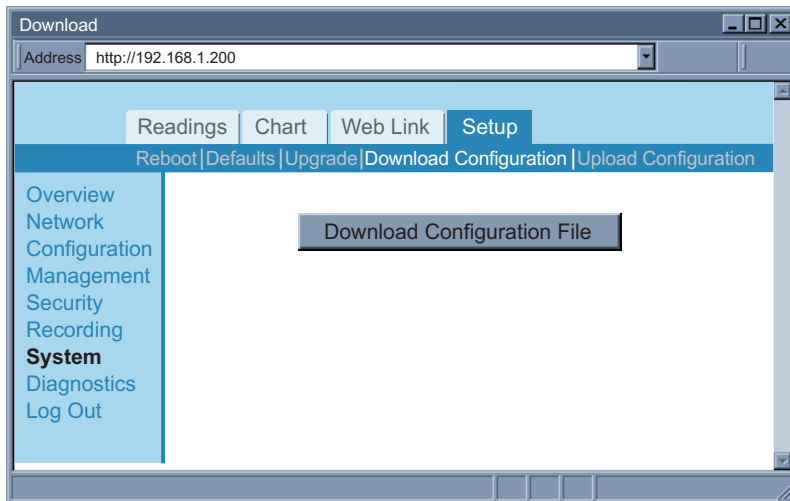 Download
Address http://192.168.1.200
Readings Chart Web Link Setup
Reboot|Defaults|Upgrade|Download Configuration|Upload Configuration
Overview
Network
Configuration
Management
Security
Recording
System
Diagnostics
Log Out
Download Configuration File